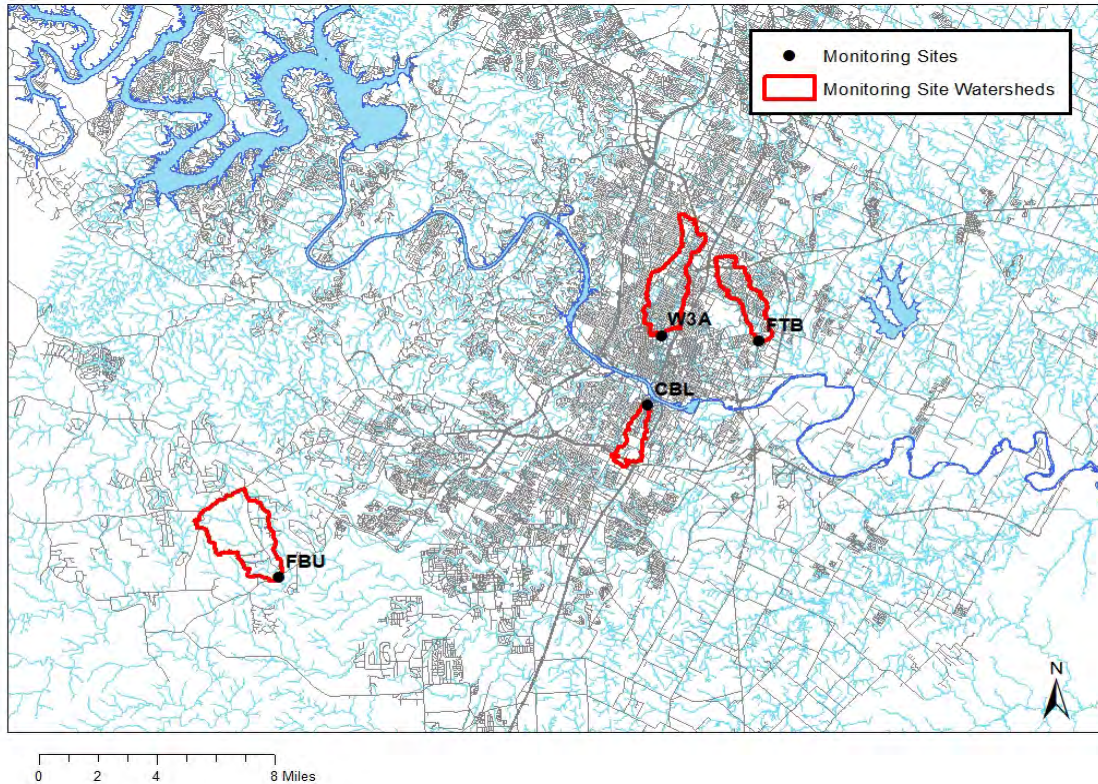 Monitoring Sites
Monitoring Site Watersheds
W3A
FTB
CBL
FBU
N
0 2 4 8 Miles